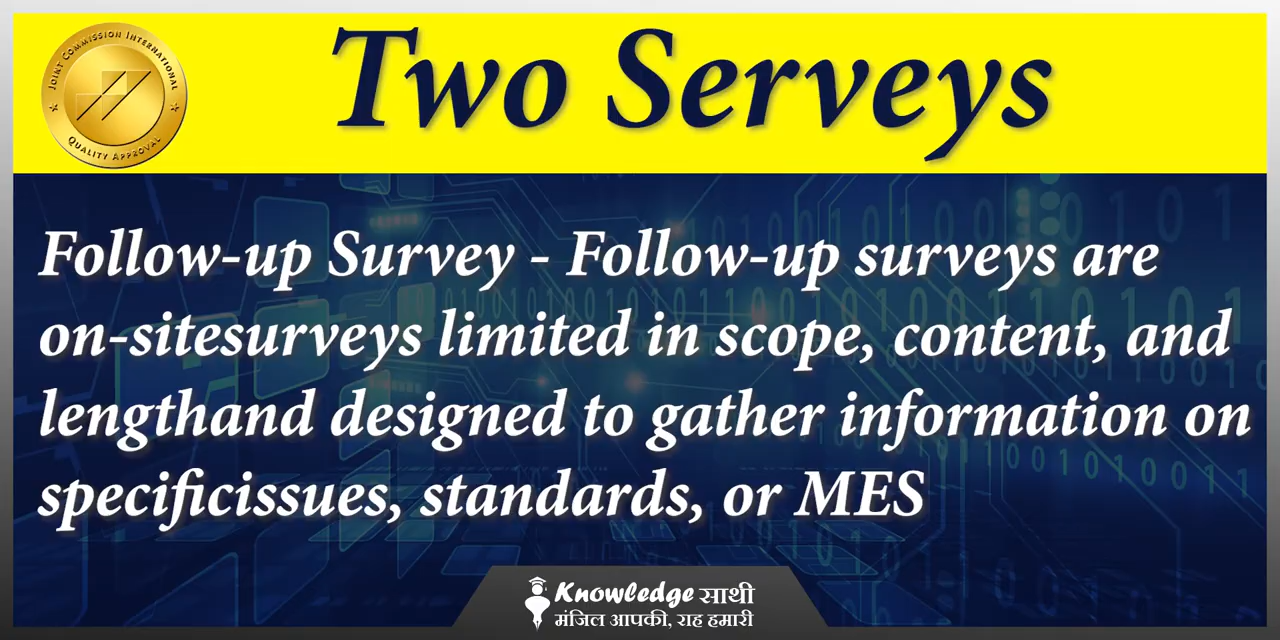 JOINT COMMISSION INTERNATIONAL
QUALITY APPROVAL
Two Serveys
Follow-up Survey - Follow-up surveys are
on-sitesurveys limited in scope, content, and
lengthand designed to gather information on
specificissues, standards, or MES
Knowledge साथी
मंजिल आपकी, राह हमारी